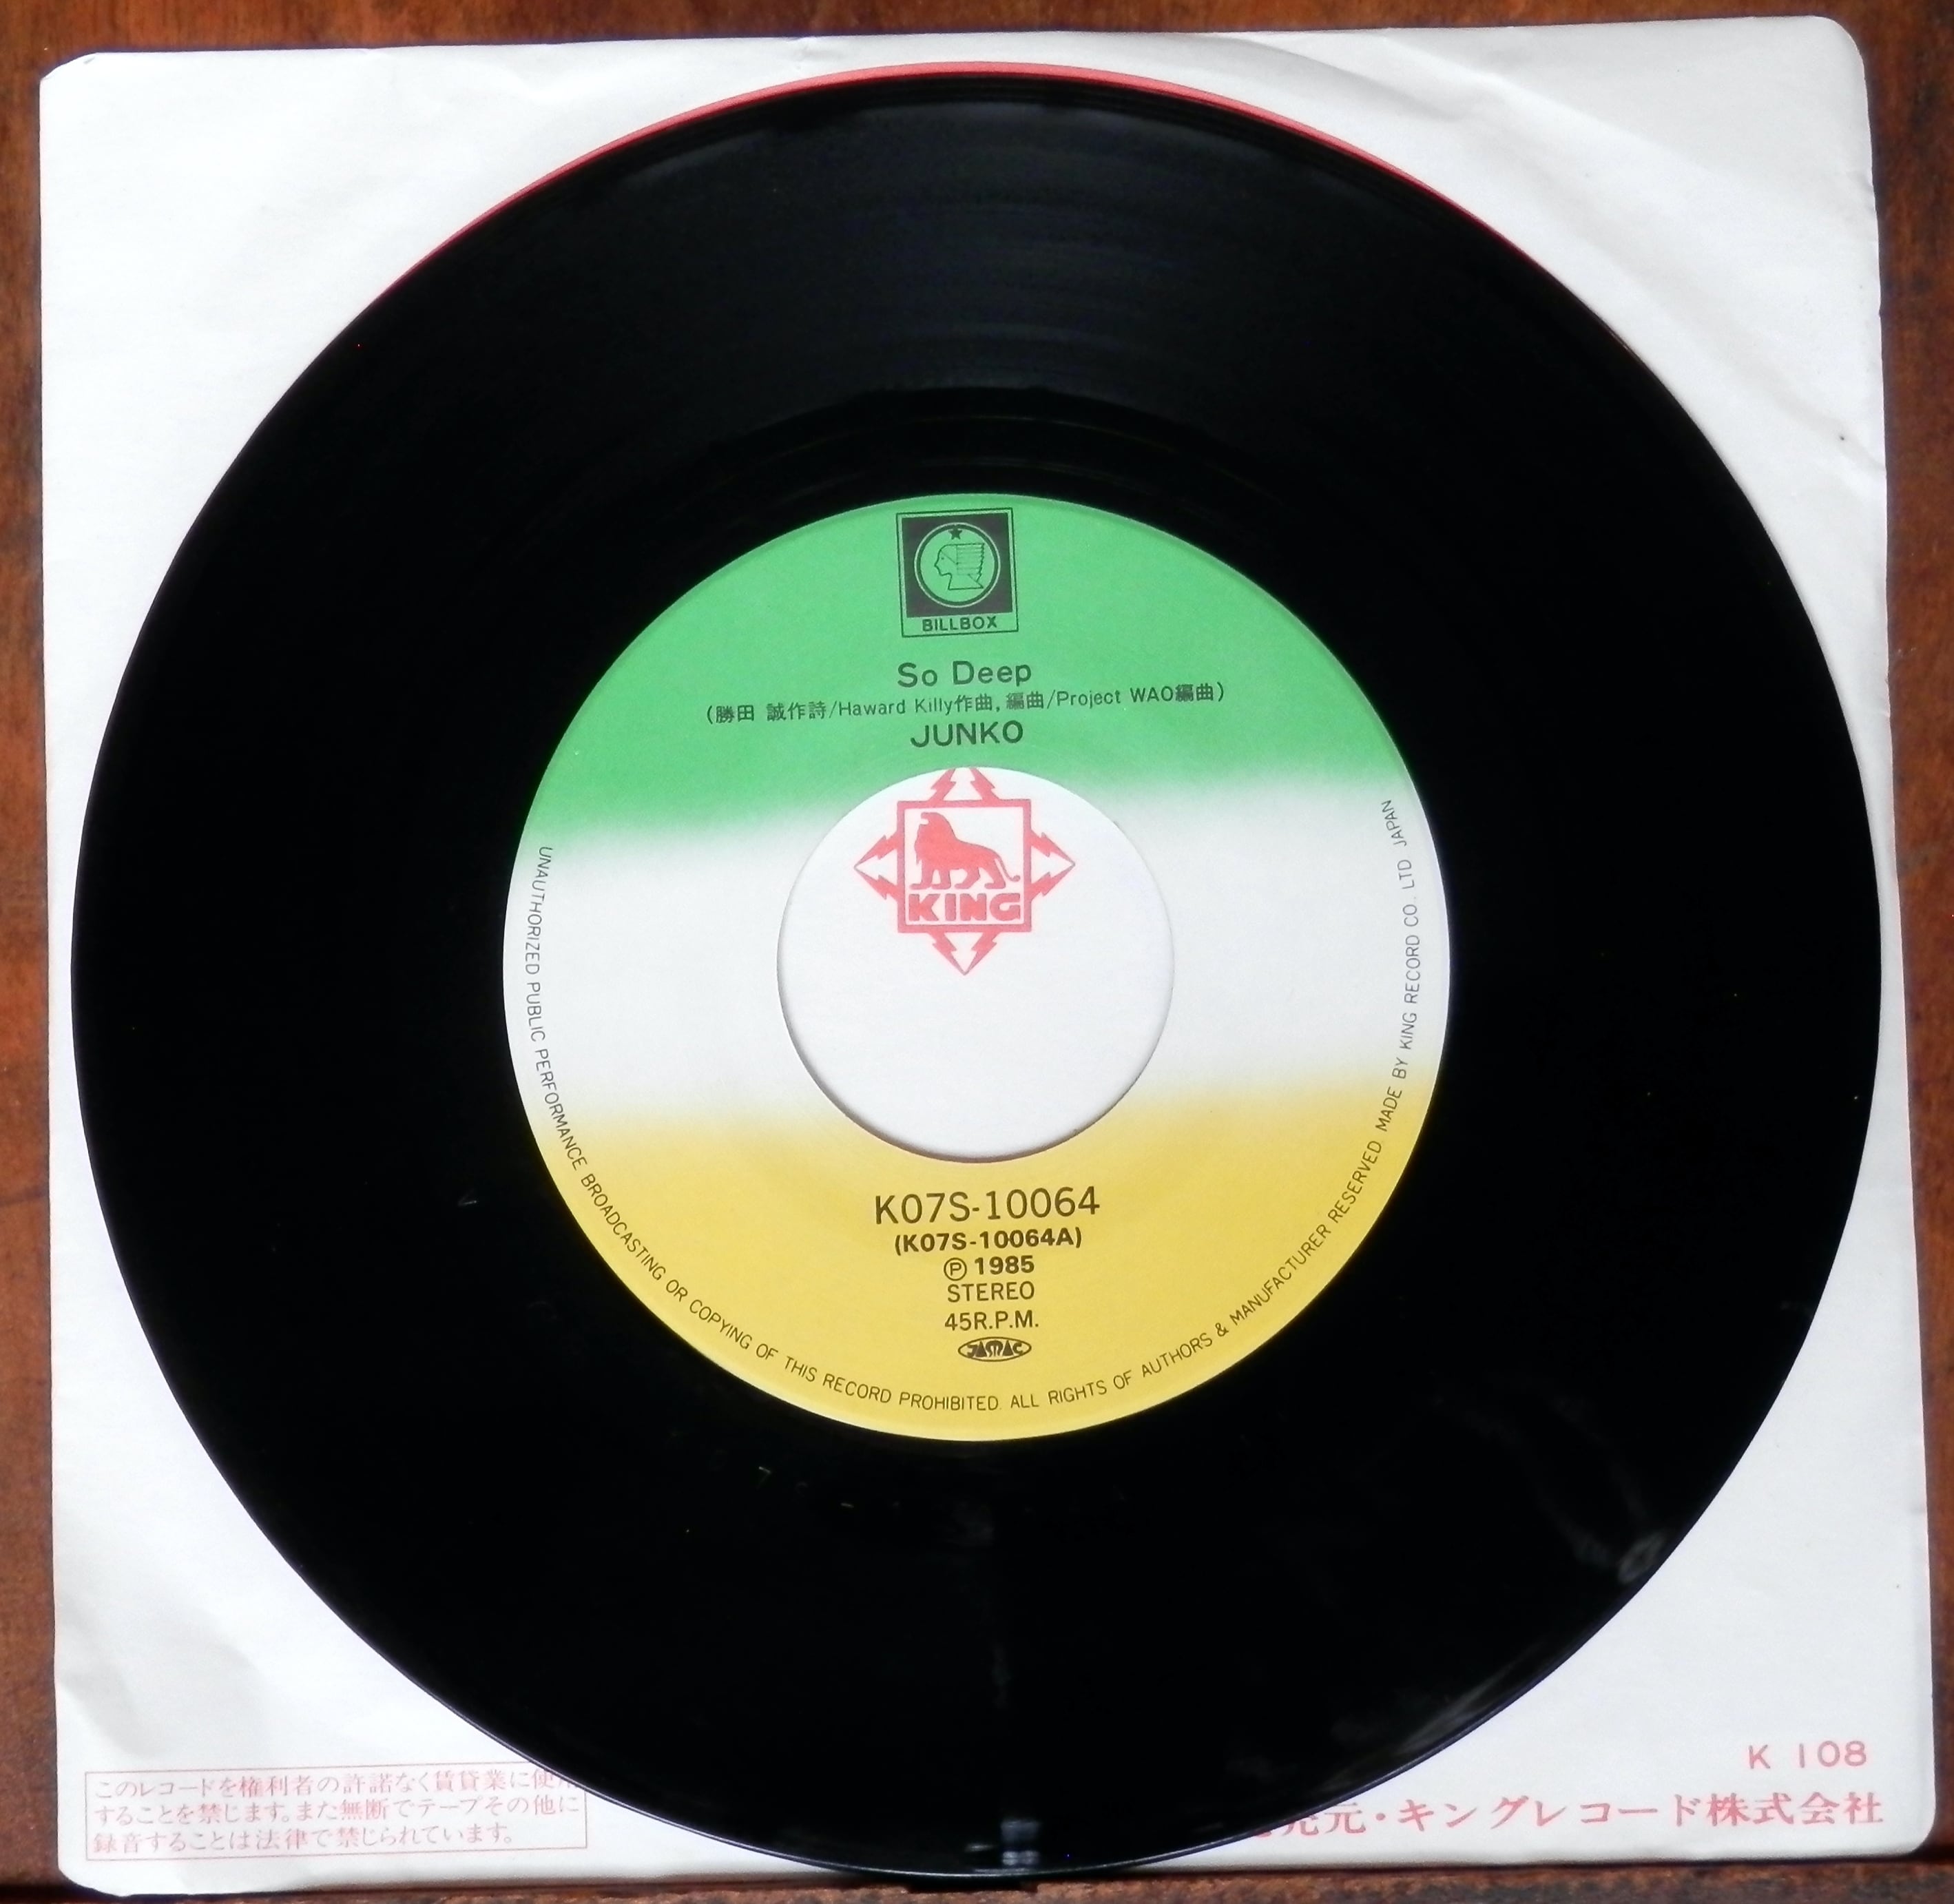 BILLBOX
So Deep
(勝田 誠作詩/Haward Killy作曲,編曲/Project WAO編曲)
JUNKO
KING
K07S-10064
(K07S-10064A)
Ⓟ 1985
STEREO
45R.P.M.
JASRAC
UNAUTHORIZED PUBLIC PERFORMANCE BROADCASTING OR COPYING OF THIS RECORD PROHIBITED. ALL RIGHTS OF AUTHORS & MANUFACTURER RESERVED MADE BY KING RECORD CO. LTD JAPAN
このレコードを権利者の許諾なく賃貸業に使用
することを禁じます。また無断でテープその他に
録音することは法律で禁じられています。
K 108
元・キングレコード株式会社